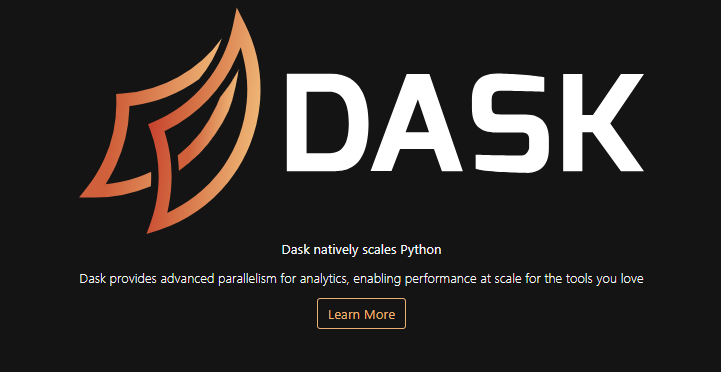 DASK
Dask natively scales Python
Dask provides advanced parallelism for analytics, enabling performance at scale for the tools you love
Learn More